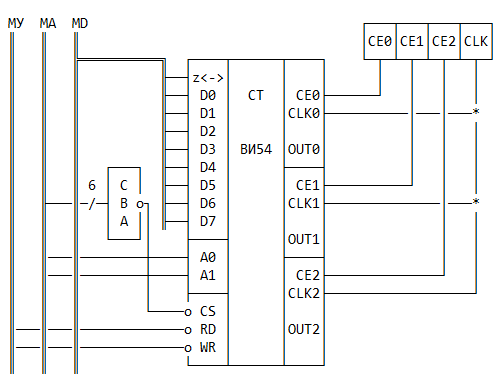 МУ МА МD
CE0 CE1 CE2 CLK
z<-> CT CE0
D0 CLK0
D1
D2 OUT0
D3 ВИ54
D4
D5 CE1
D6 CLK1
D7 OUT1
6 С
/ В
А
A0 CE2
A1 CLK2
CS OUT2
RD
WR